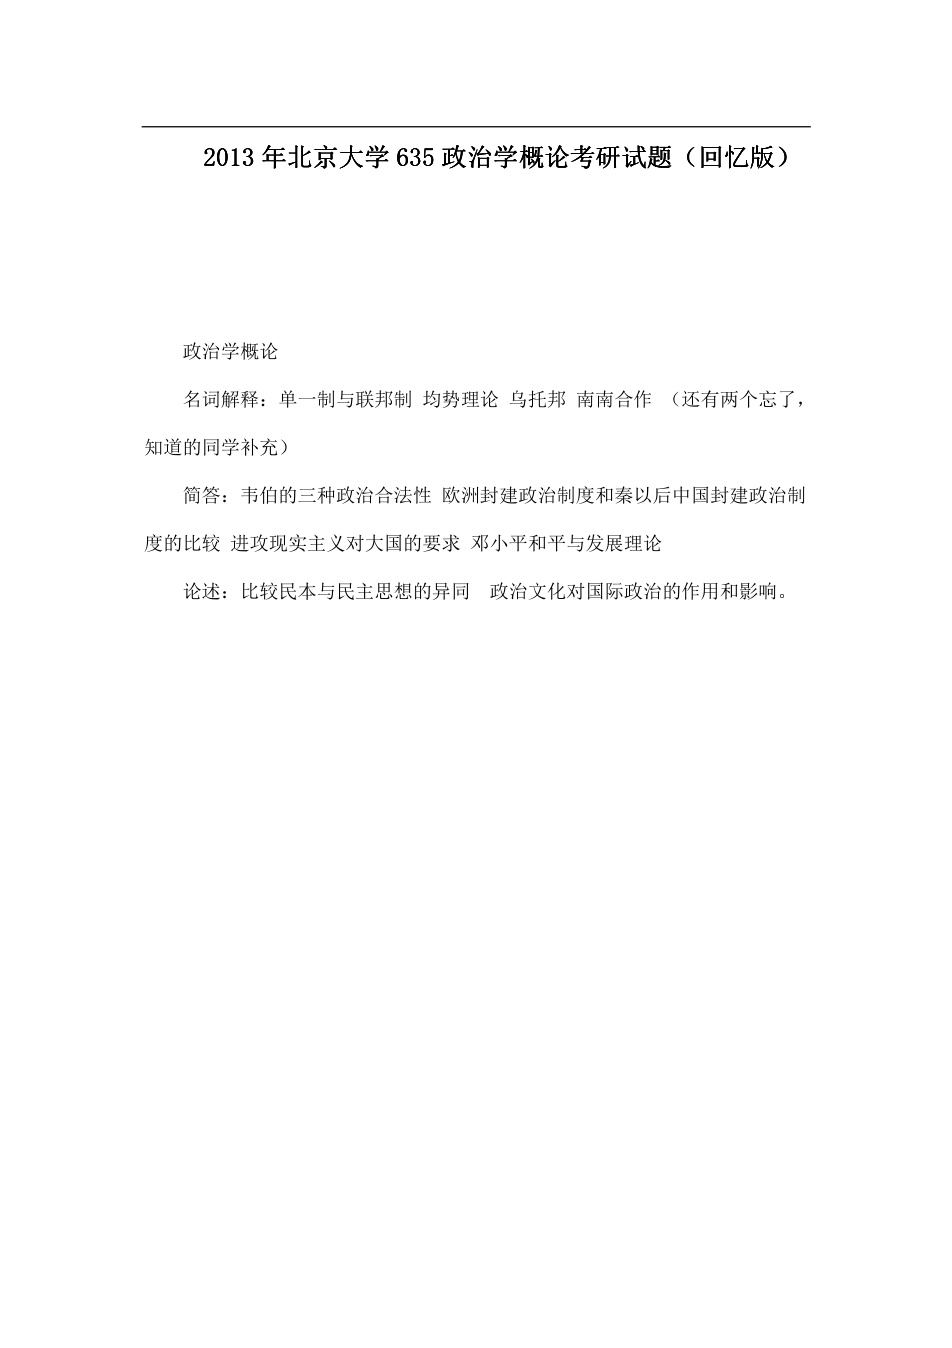 2013 年北京大学 635 政治学概论考研试题（回忆版）
政治学概论
名词解释：单一制与联邦制 均势理论 乌托邦 南南合作 （还有两个忘了，
知道的同学补充）
简答：韦伯的三种政治合法性 欧洲封建政治制度和秦以后中国封建政治制
度的比较 进攻现实主义对大国的要求 邓小平和平与发展理论
论述：比较民本与民主思想的异同　政治文化对国际政治的作用和影响。